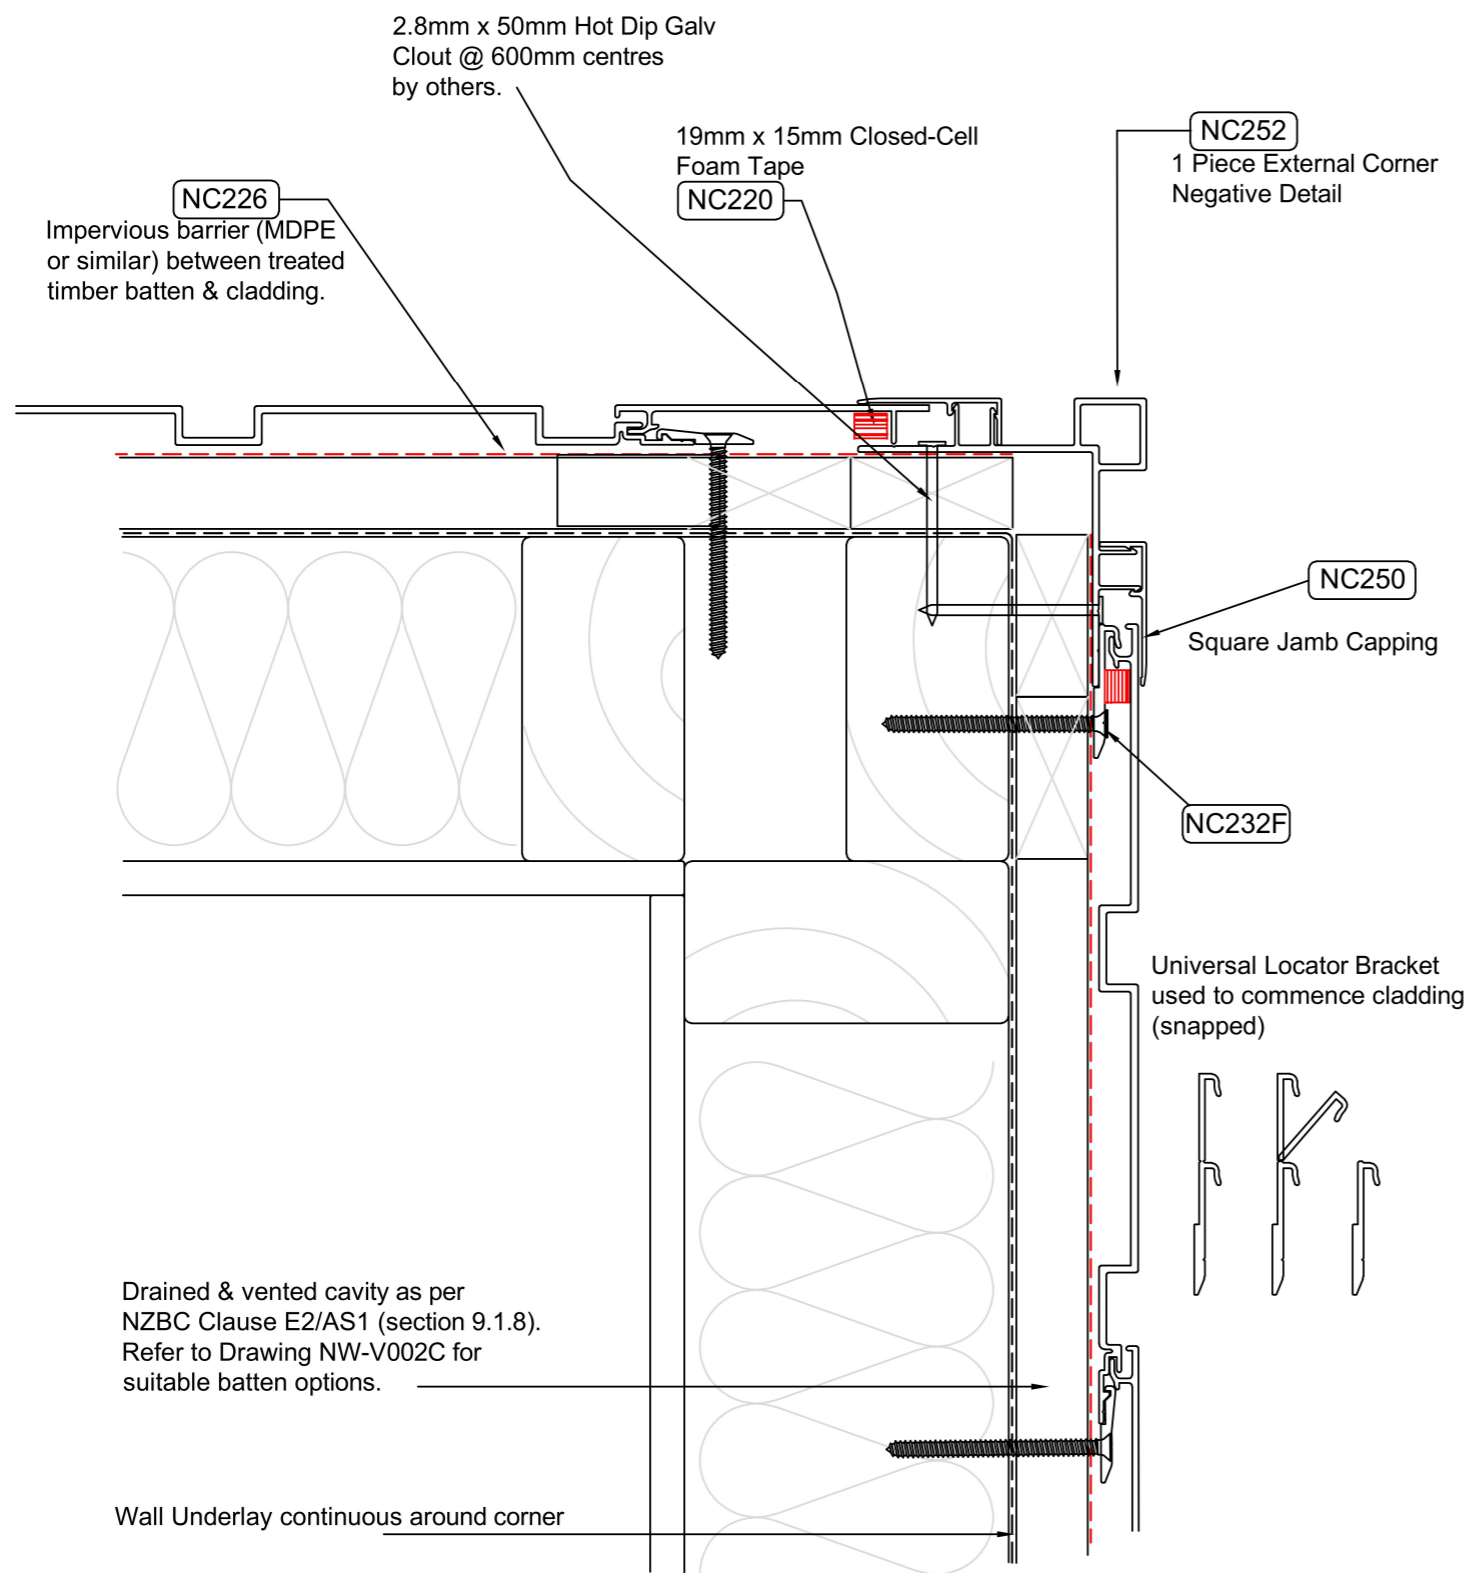 2.8mm x 50mm Hot Dip Galv
Clout @ 600mm centres
by others.
19mm x 15mm Closed-Cell
Foam Tape
NC220
NC252
1 Piece External Corner
Negative Detail
NC226
Impervious barrier (MDPE
or similar) between treated
timber batten & cladding.
NC250
Square Jamb Capping
NC232F
Universal Locator Bracket
used to commence cladding
(snapped)
Drained & vented cavity as per
NZBC Clause E2/AS1 (section 9.1.8).
Refer to Drawing NW-V002C for
suitable batten options.
Wall Underlay continuous around corner